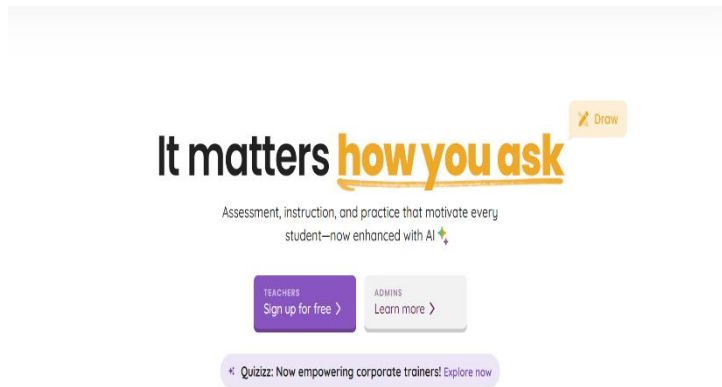 Draw
It matters how you ask
Assessment, instruction, and practice that motivate every
student—now enhanced with AI
TEACHERS
Sign up for free
ADMINS
Learn more
Quizizz: Now empowering corporate trainers! Explore now